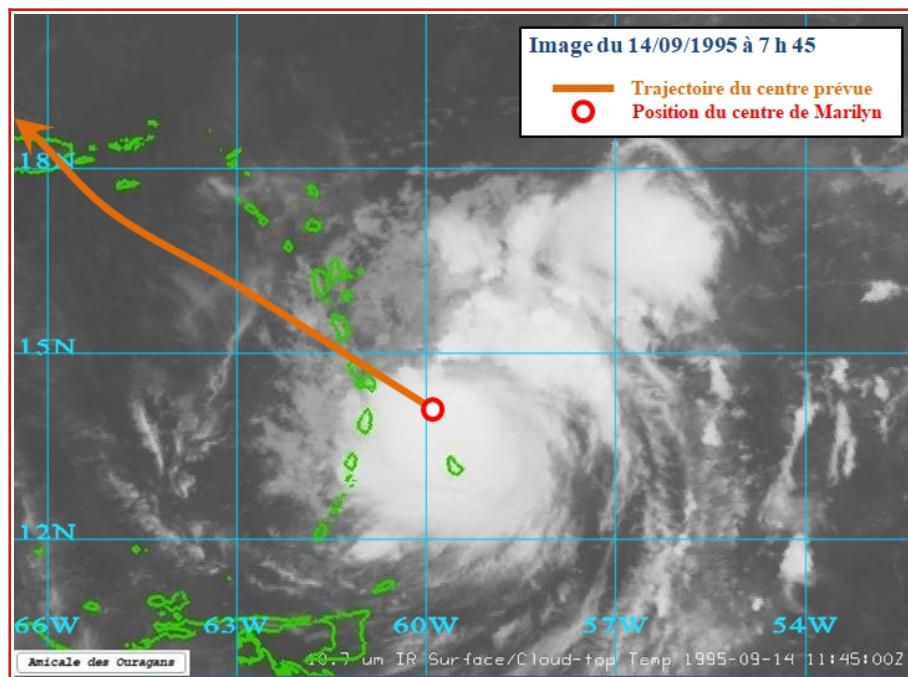 Image du 14/09/1995 à 7 h 45
Trajectoire du centre prévue
Position du centre de Marilyn
18N
15N
12N
66W 63W 60W 57W 54W
Amicale des Ouragans
10.7 um IR Surface/Cloud-top Temp 1995-09-14 11:45:00Z